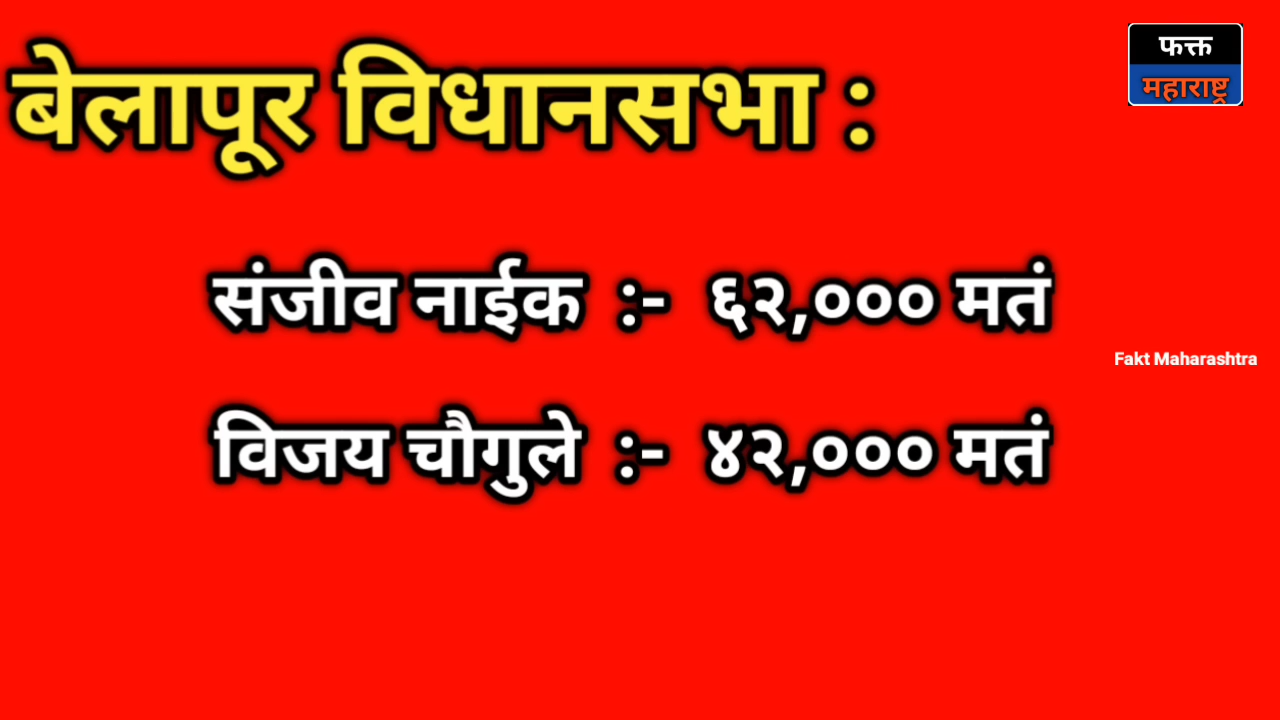 फक्त
महाराष्ट्र
बेलापूर विधानसभा :
संजीव नाईक :- ६२,००० मतं
Fakt Maharashtra
विजय चौगुले :- ४२,००० मतं